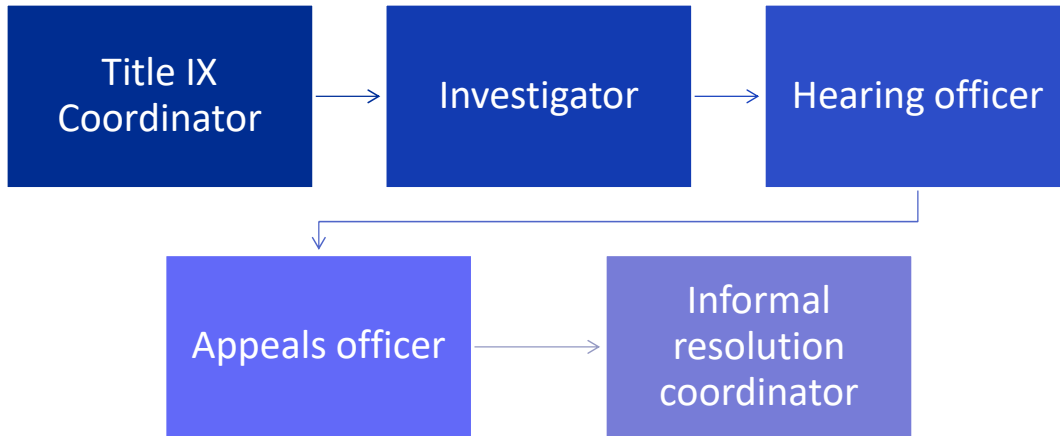 Title IX
Coordinator
Investigator
Hearing officer
Appeals officer
Informal
resolution
coordinator